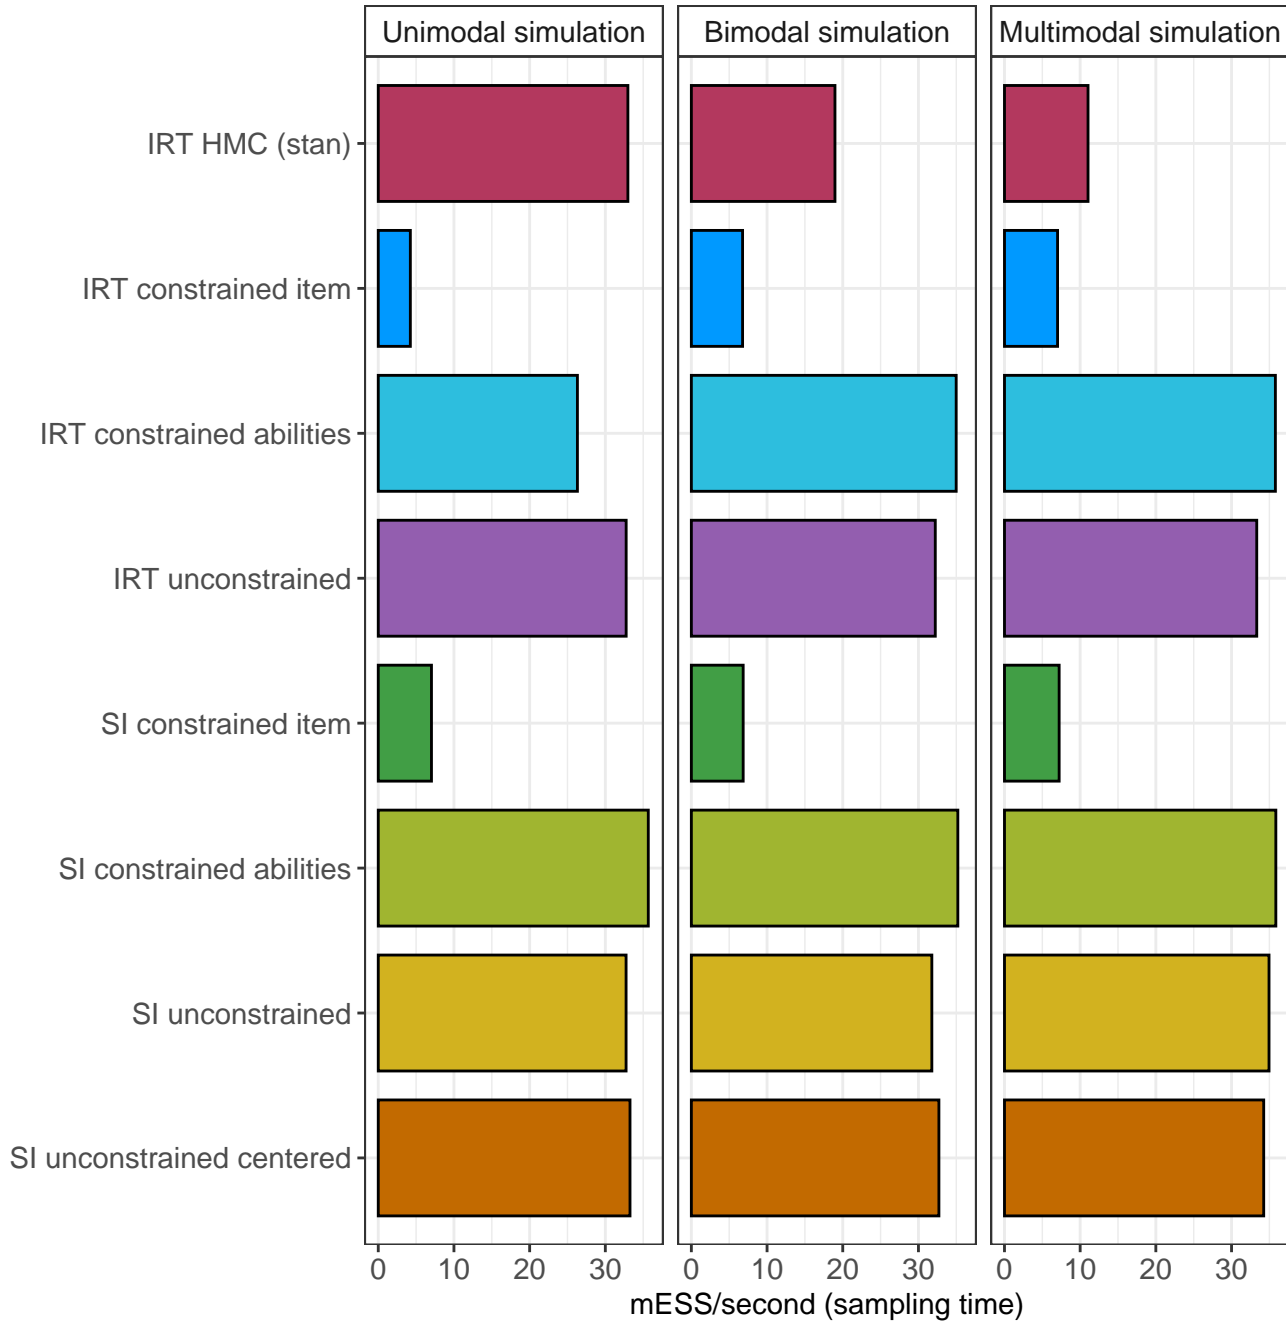 Unimodal simulation
Bimodal simulation
Multimodal simulation
IRT HMC (stan)
IRT constrained item
IRT constrained abilities
IRT unconstrained
SI constrained item
SI constrained abilities
SI unconstrained
SI unconstrained centered
0 10 20 30
0 10 20 30
0 10 20 30
mESS/second (sampling time)